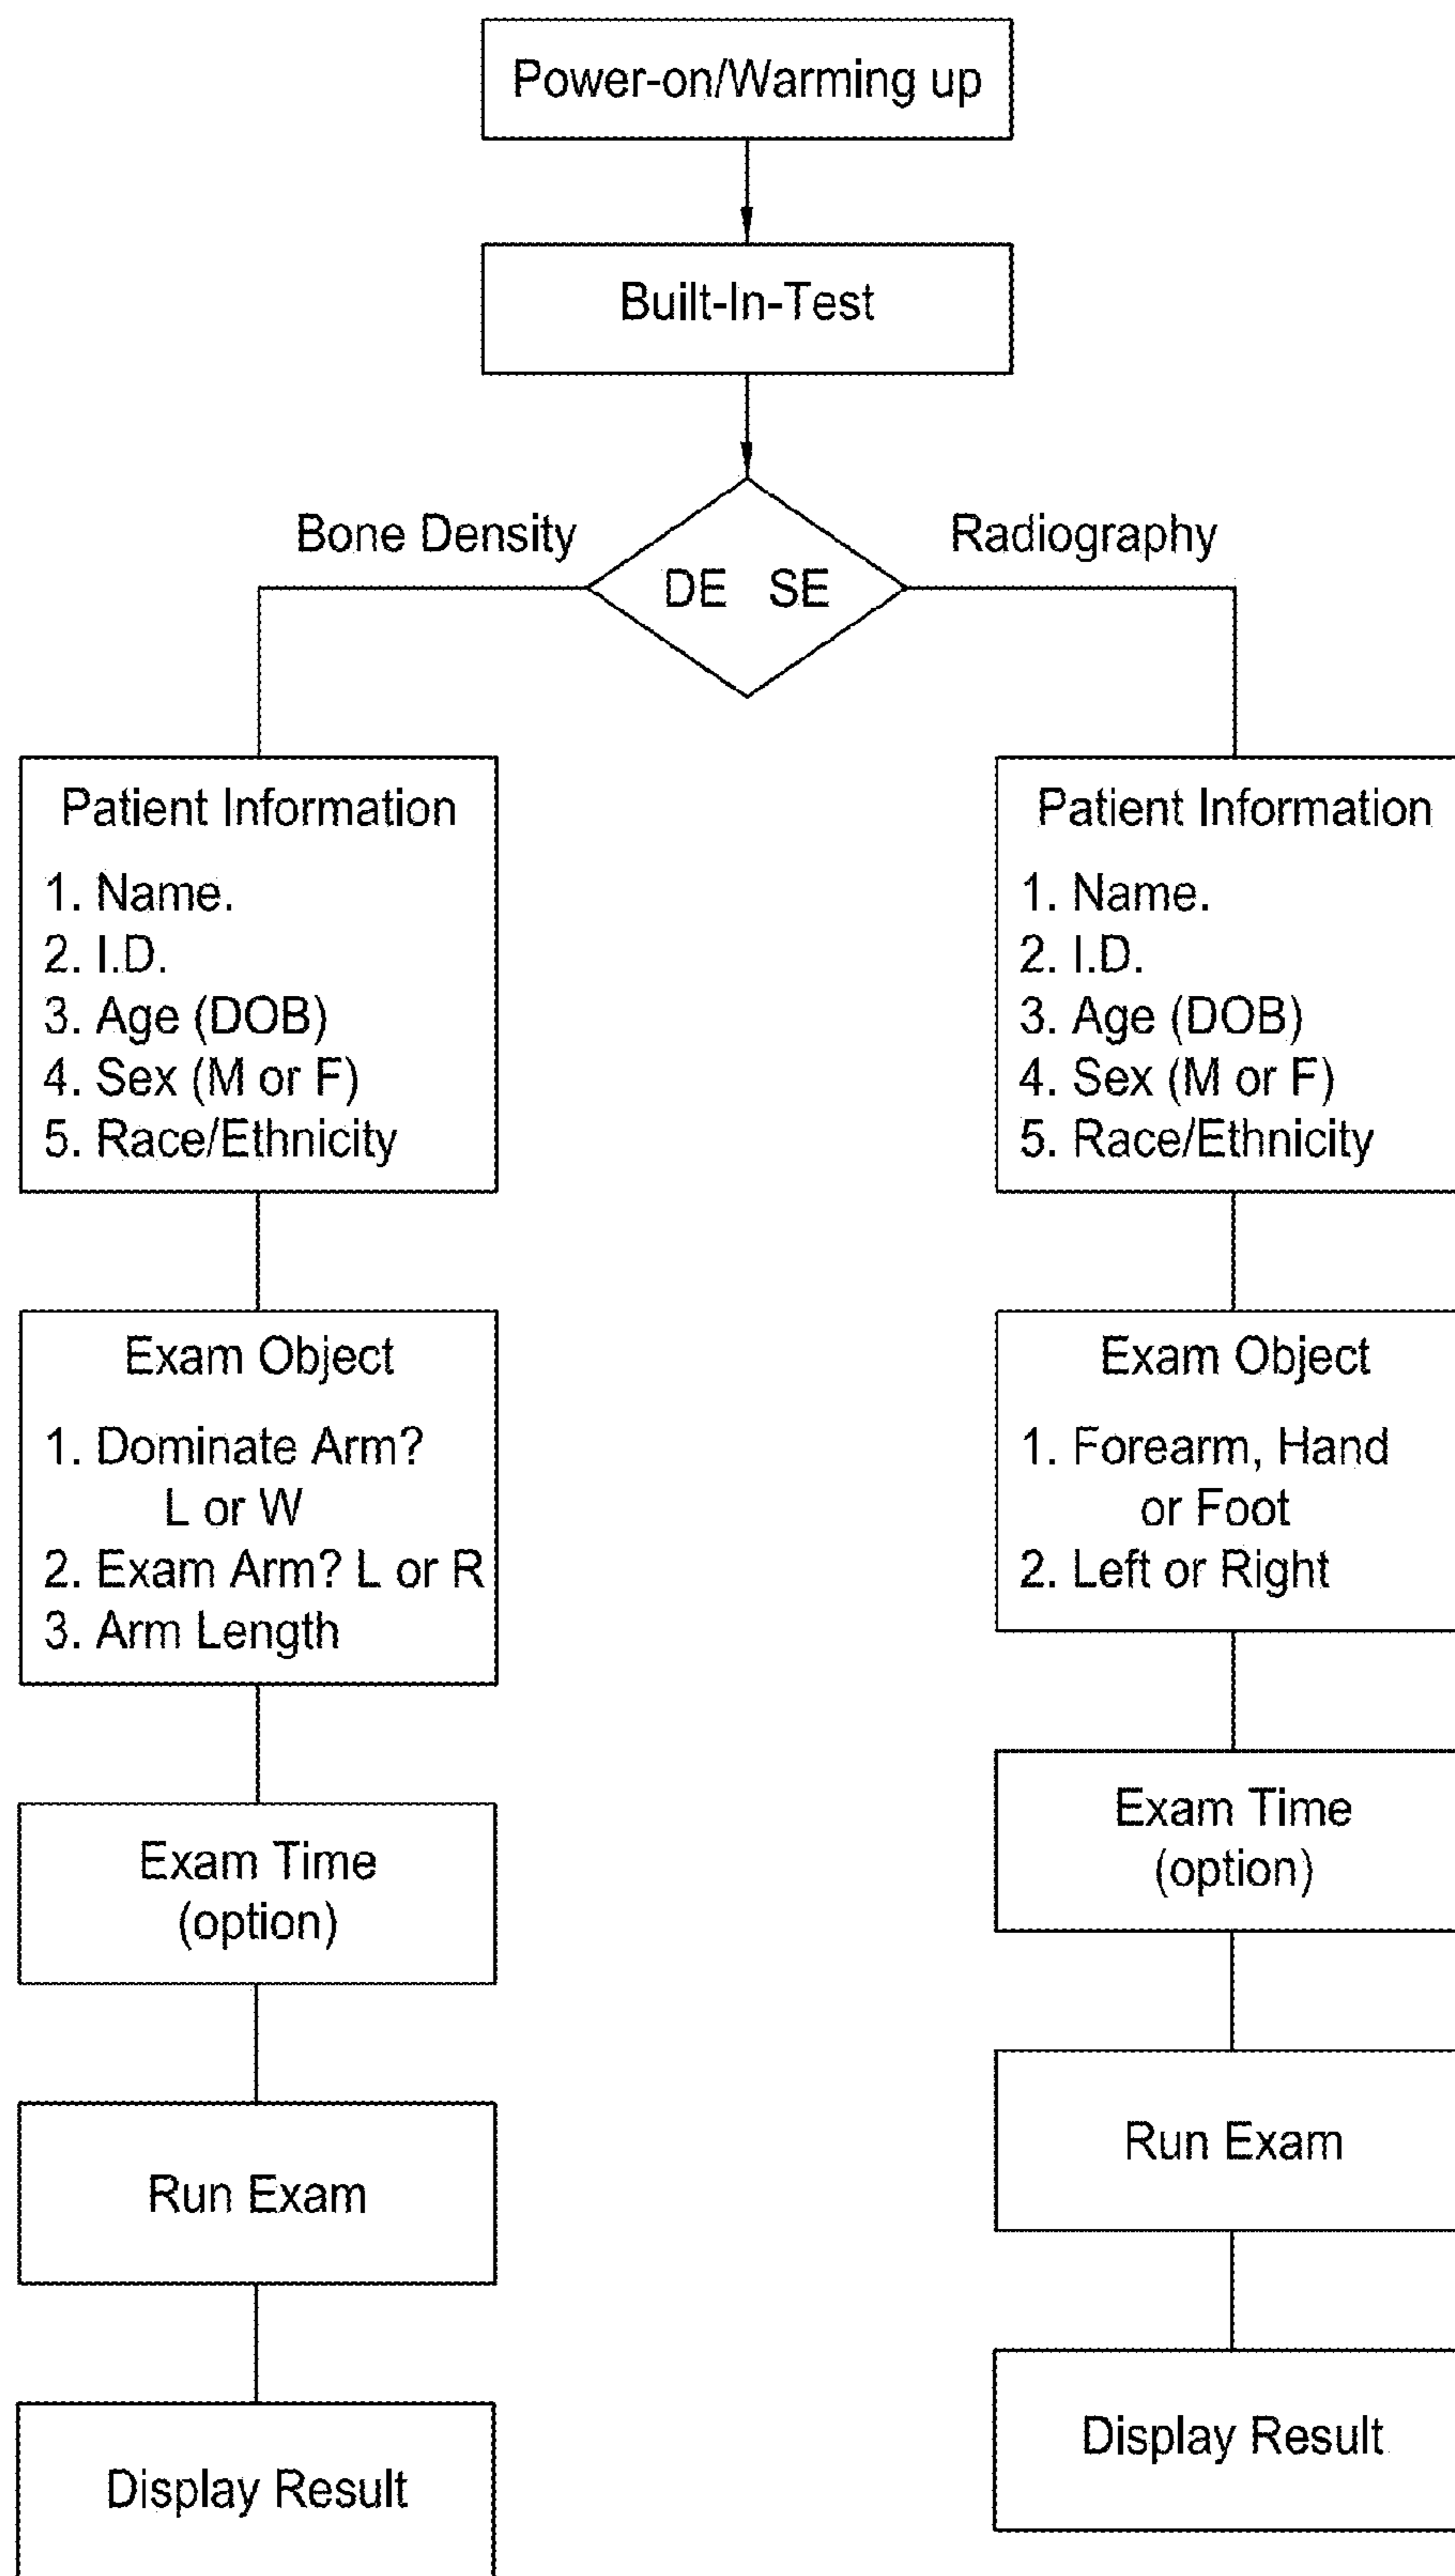 Power-on/Warming up
Built-In-Test
Bone Density
DE SE
Radiography
Patient Information
1. Name.
2. I.D.
3. Age (DOB)
4. Sex (M or F)
5. Race/Ethnicity
Exam Object
1. Dominate Arm?
L or W
2. Exam Arm? L or R
3. Arm Length
Exam Time
(option)
Run Exam
Display Result
Patient Information
1. Name.
2. I.D.
3. Age (DOB)
4. Sex (M or F)
5. Race/Ethnicity
Exam Object
1. Forearm, Hand
or Foot
2. Left or Right
Exam Time
(option)
Run Exam
Display Result